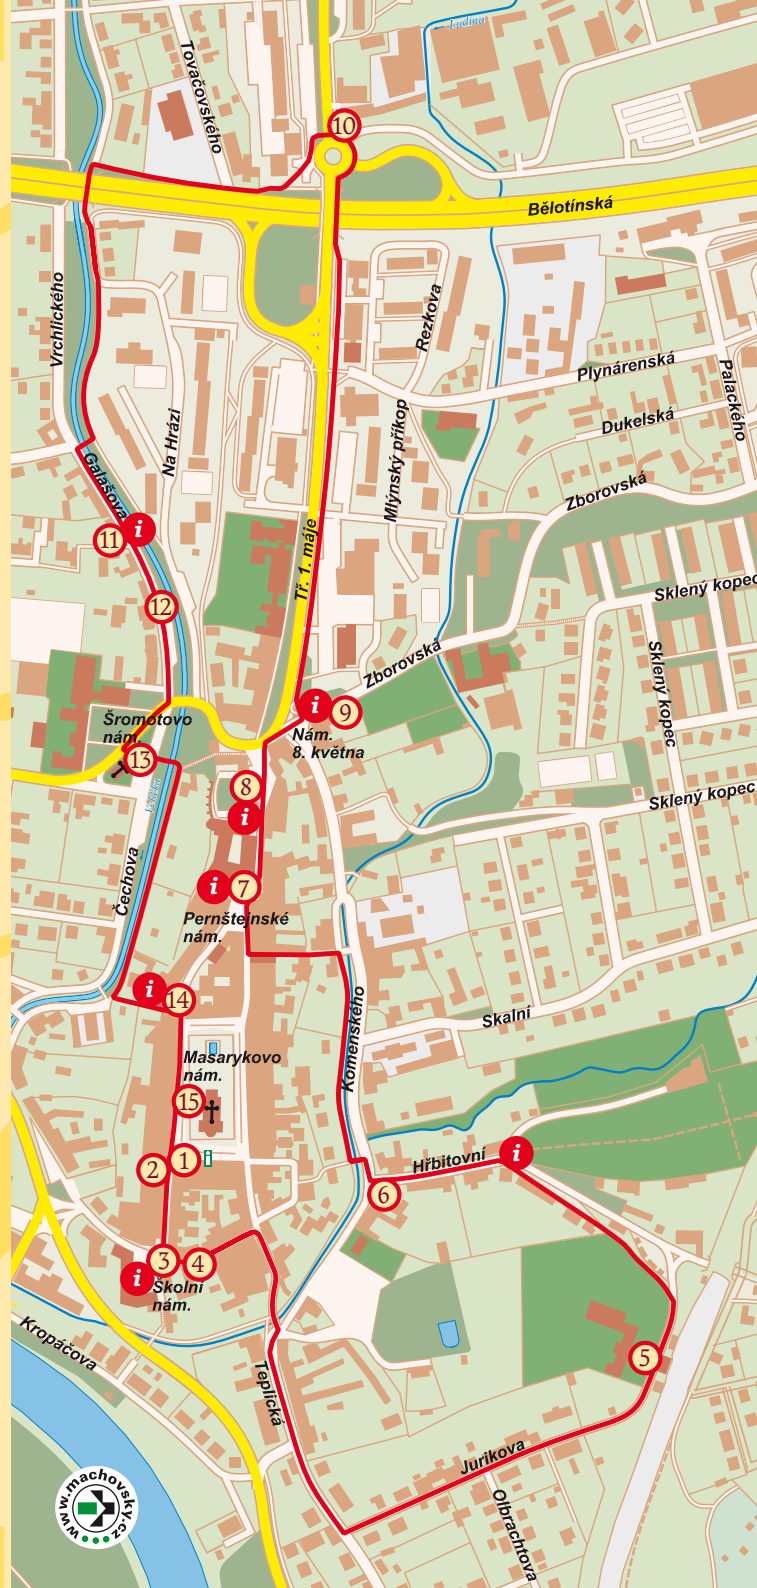 Ludina
Tovačovského
10
Bělotínská
Vrchlického
Rezkova
Plynárenská
Palackého
Na Hrázi
Mlýnský příkop
Dukelská
Zborovská
Galašova
i
11
Tř. 1. máje
12
Sklený kopec
Sklený kopec
Zborovská
Šromotovo
nám.
i
9
Nám.
8. května
13
8
i
Sklený kopec
Čechova
i
7
Pernštejnské
nám.
i
14
Komenského
Skalní
Masarykovo
nám.
15
2
1
Hřbitovní
i
6
3
4
i
Školní
nám.
Kropáčova
5
Teplická
Jurikova
Olbrachtova
www.machovsky.cz